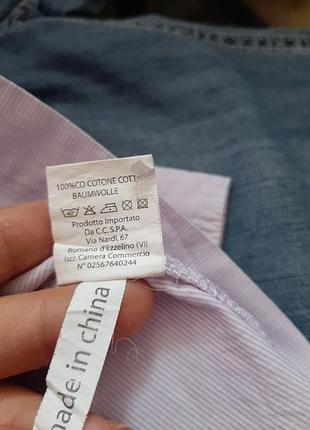 100%CO COTONE COTT
BAUMWOLLE
Prodotto Importato
Da C.C.S.P.A.
Via Nardi, 67
Romano d'Ezzelino (Vi)
Iscr. Camera Commercio
N° 02567640244
made in china